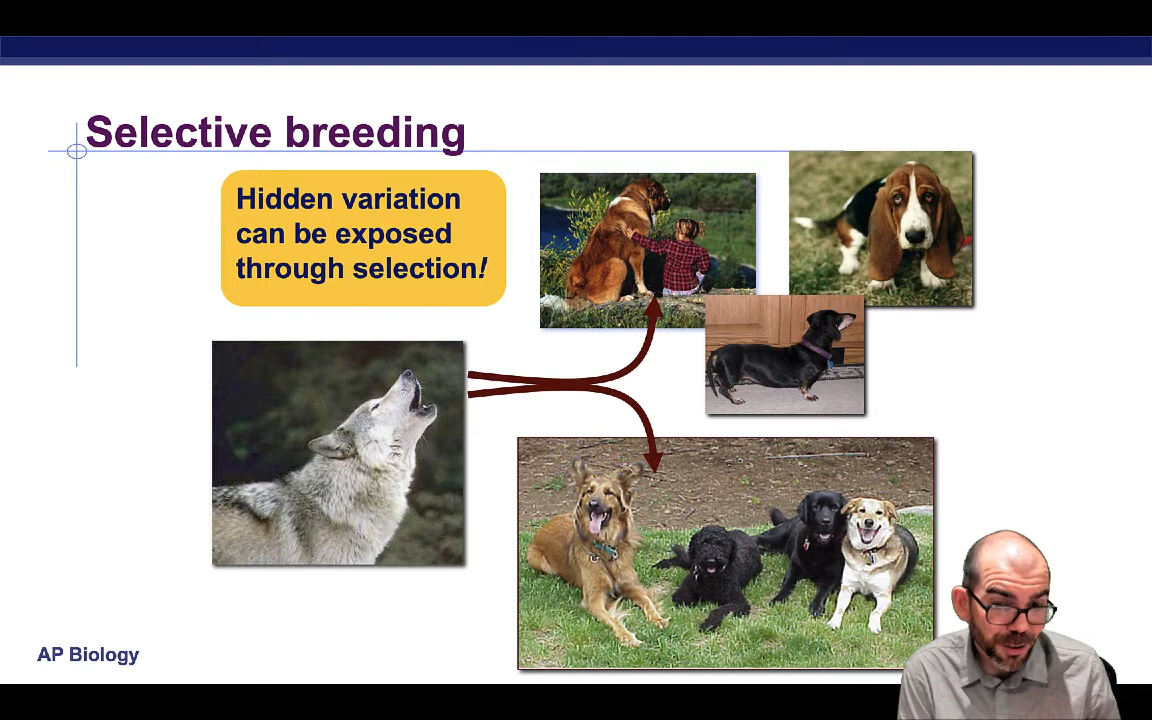 Selective breeding
Hidden variation
can be exposed
through selection!
AP Biology